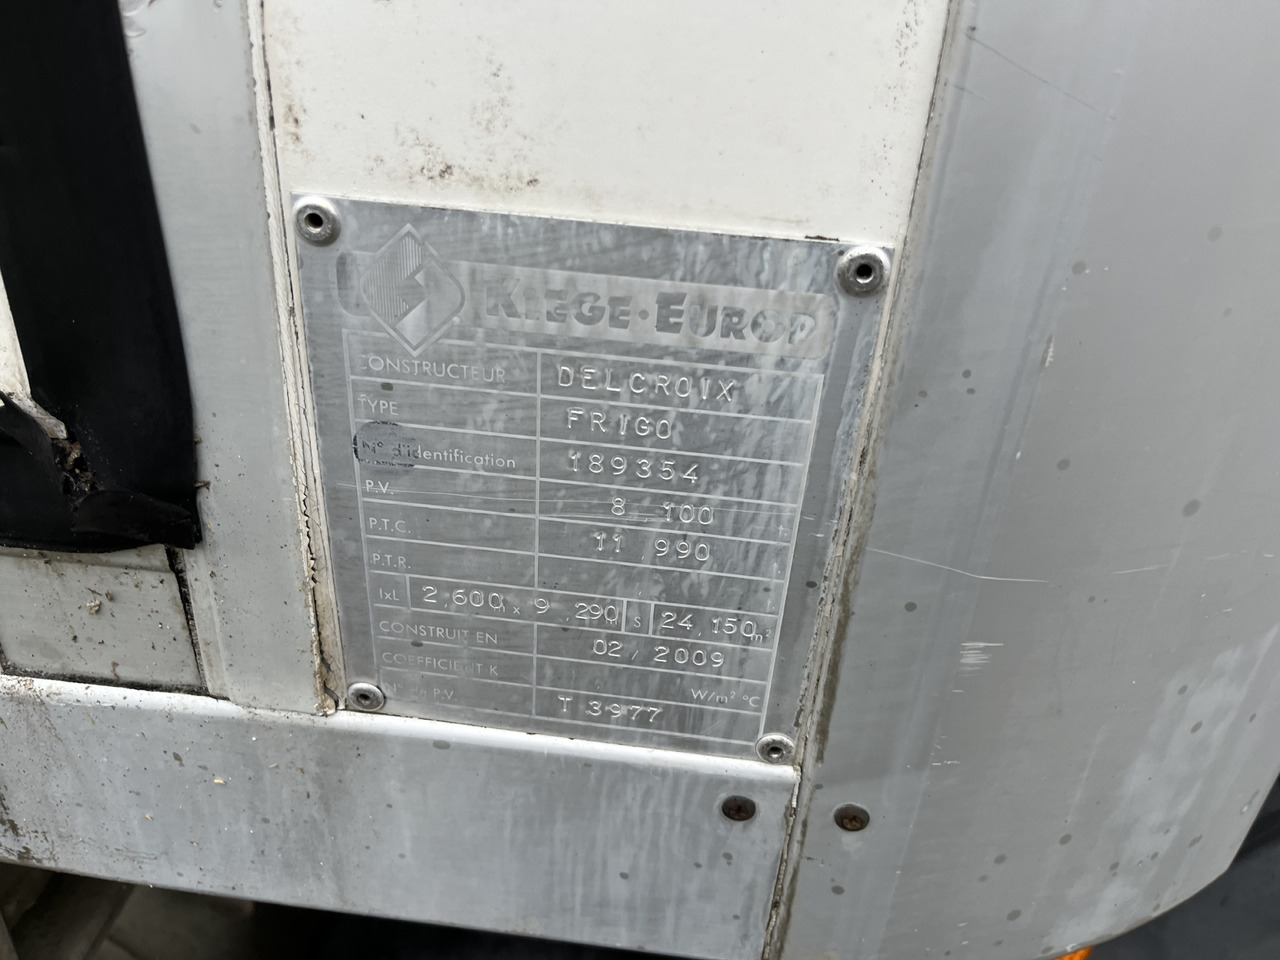 KIEGE·EUROP
CONSTRUCTEUR DELCROIX
TYPE FRIGO
N° d'identification 189354
P.V. 8,100 t.
P.T.C. 11,990 t.
P.T.R. t.
lxL 2,600 m x 9,290 m S 24,150 m²
CONSTRUIT EN 02/2009
COEFFICIENT K W/m² °C
P.V. T 3977